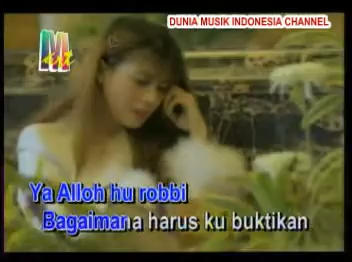 DUNIA MUSIK INDONESIA CHANNEL
M
Ya Alloh hu robbi
Bagaimana harus ku buktikan